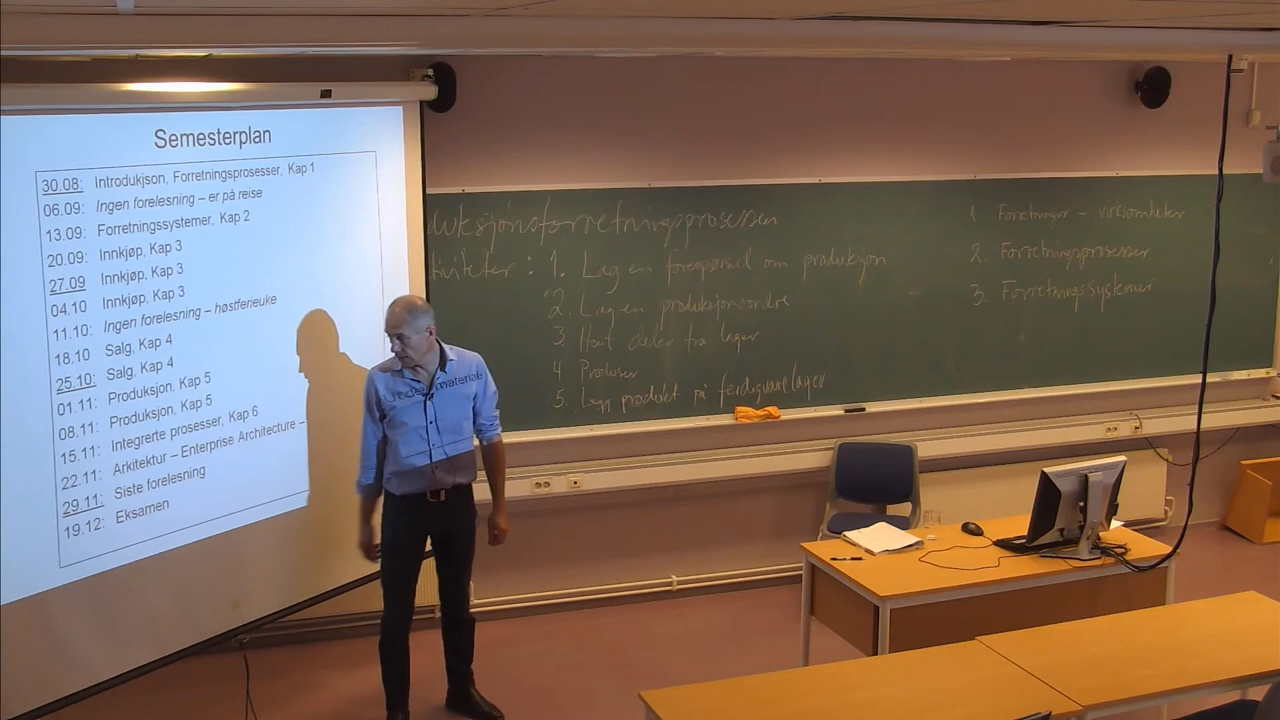 Semesterplan
30.08: Introdukjson, Forretningsprosesser, Kap 1
06.09: Ingen forelesning – er på reise
13.09: Forretningssystemer, Kap 2
20.09: Innkjøp, Kap 3
27.09 Innkjøp, Kap 3
04.10 Innkjøp, Kap 3
11.10: Ingen forelesning – høstferieuke
18.10 Salg, Kap 4
25.10: Salg, Kap 4
01.11: Produksjon, Kap 5
08.11: Produksjon, Kap 5
15.11: Integrerte prosesser, Kap 6
22.11: Arkitektur – Enterprise Architecture –
29.11: Siste forelesning
19.12: Eksamen
duksjonsforretningsprosessen
tiviteter: 1. Lag en forespørsel om produksjon
2. Lag en produksjonsordre
3 Hent deler fra lager
4 Produser
5. Legg produkt på ferdigvarelager
1 Forretninger – virksomheter
2. Forretningsprosesser
3. Forretningssystemer